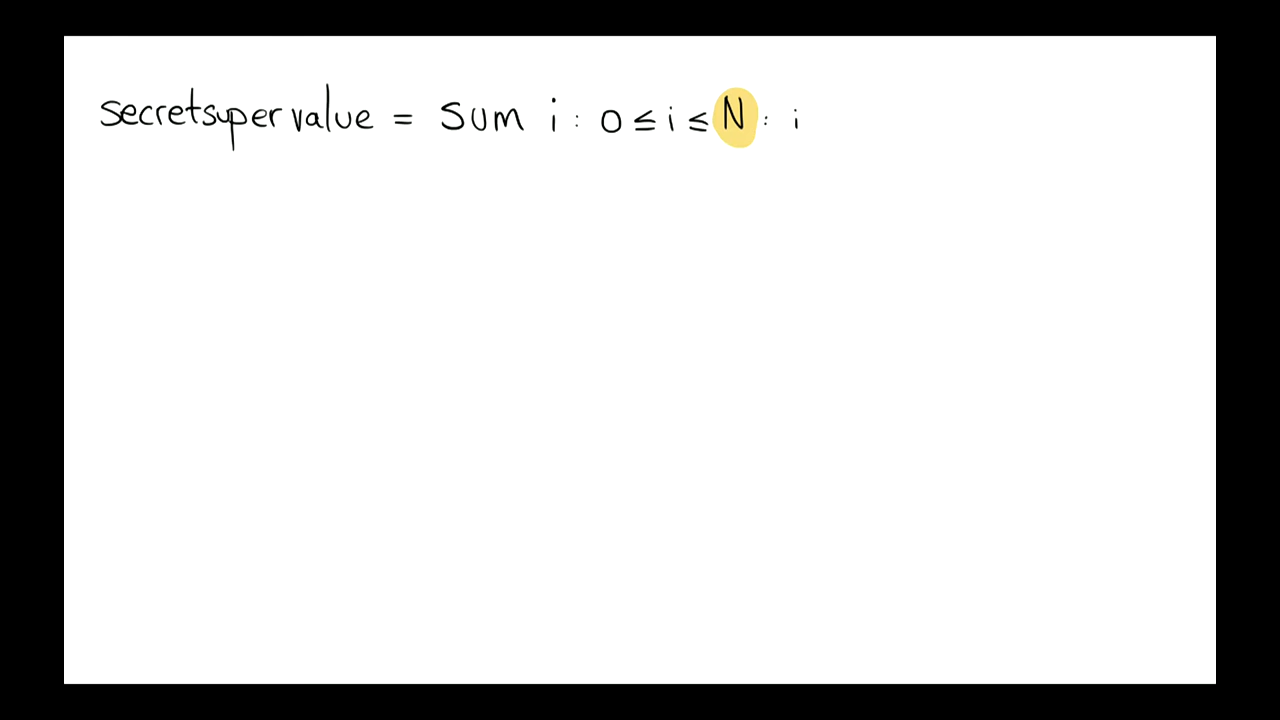 secretsupervalue = sum i : 0 ≤ i ≤ N : i